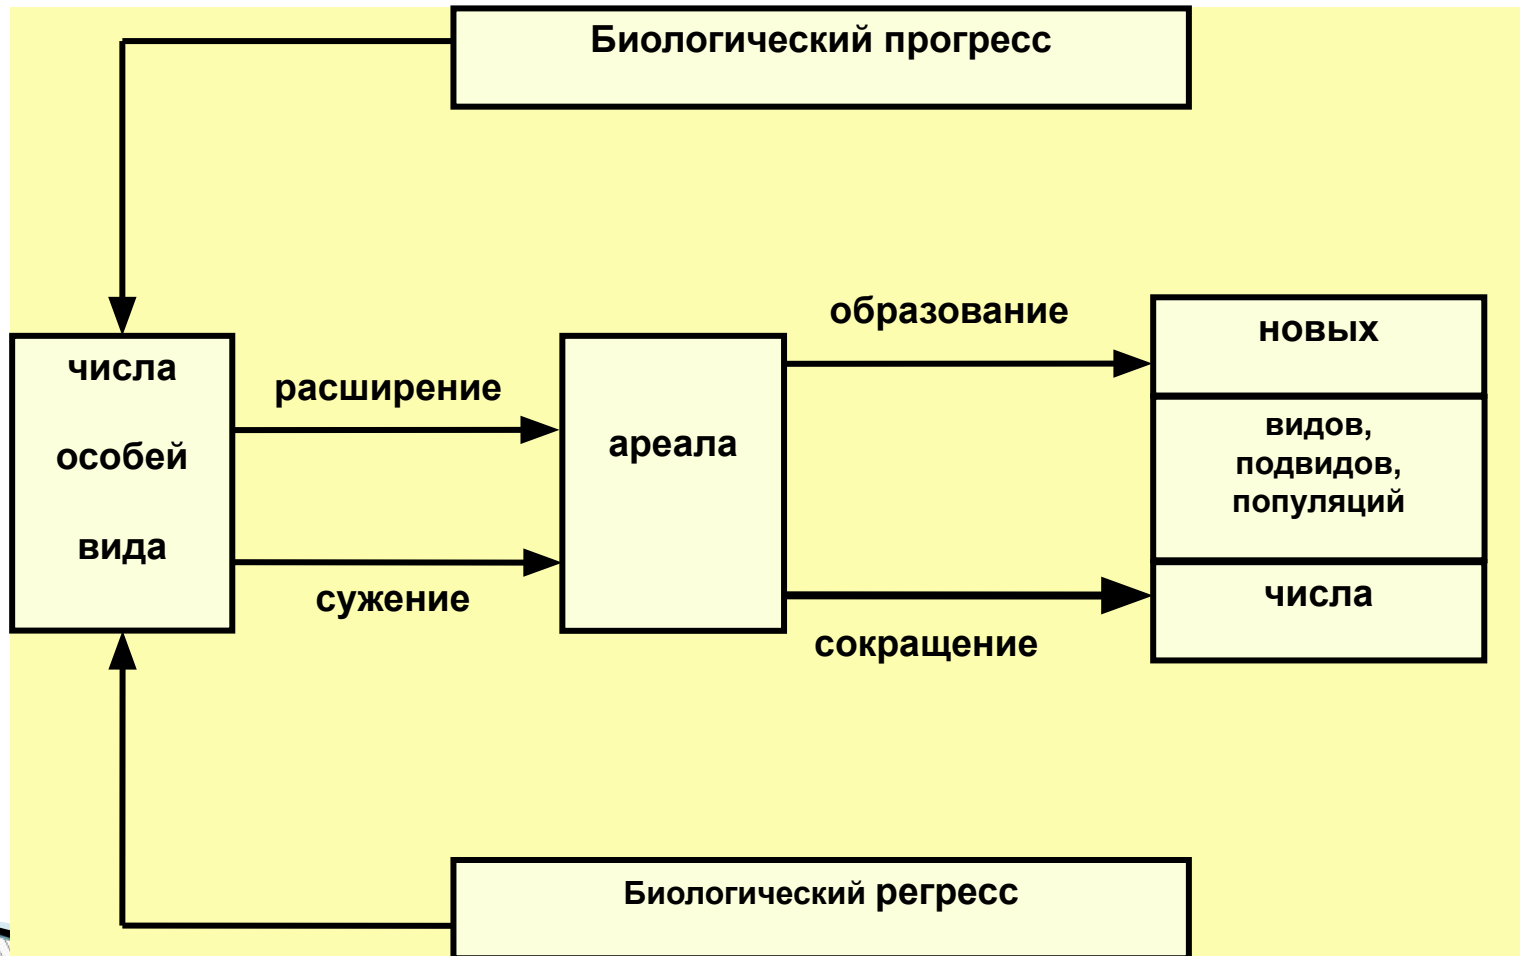 Биологический прогресс
образование
новых
числа
особей
вида
расширение
ареала
видов,
подвидов,
популяций
сужение
сокращение
числа
Биологический регресс